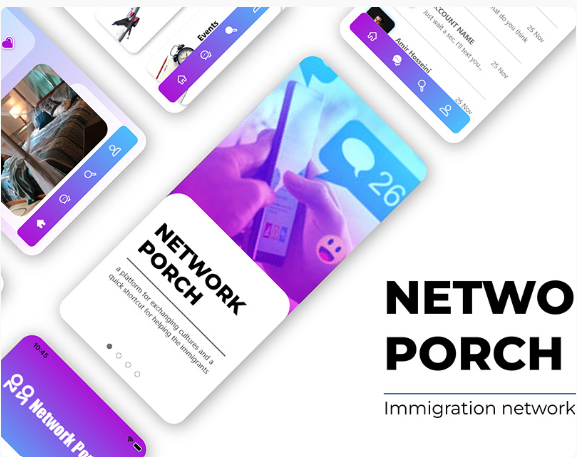 Events
ACCOUNT NAME
Just wait a sec, I'll text you...
25 Nov
what do you think
25 Nov
Amir Hosseini
25 Nov
26
NETWORK
PORCH
a platform for exchanging cultures and a
quick shortcut for helping the immigrants
10:45
Network Po
NETWO
PORCH
Immigration network